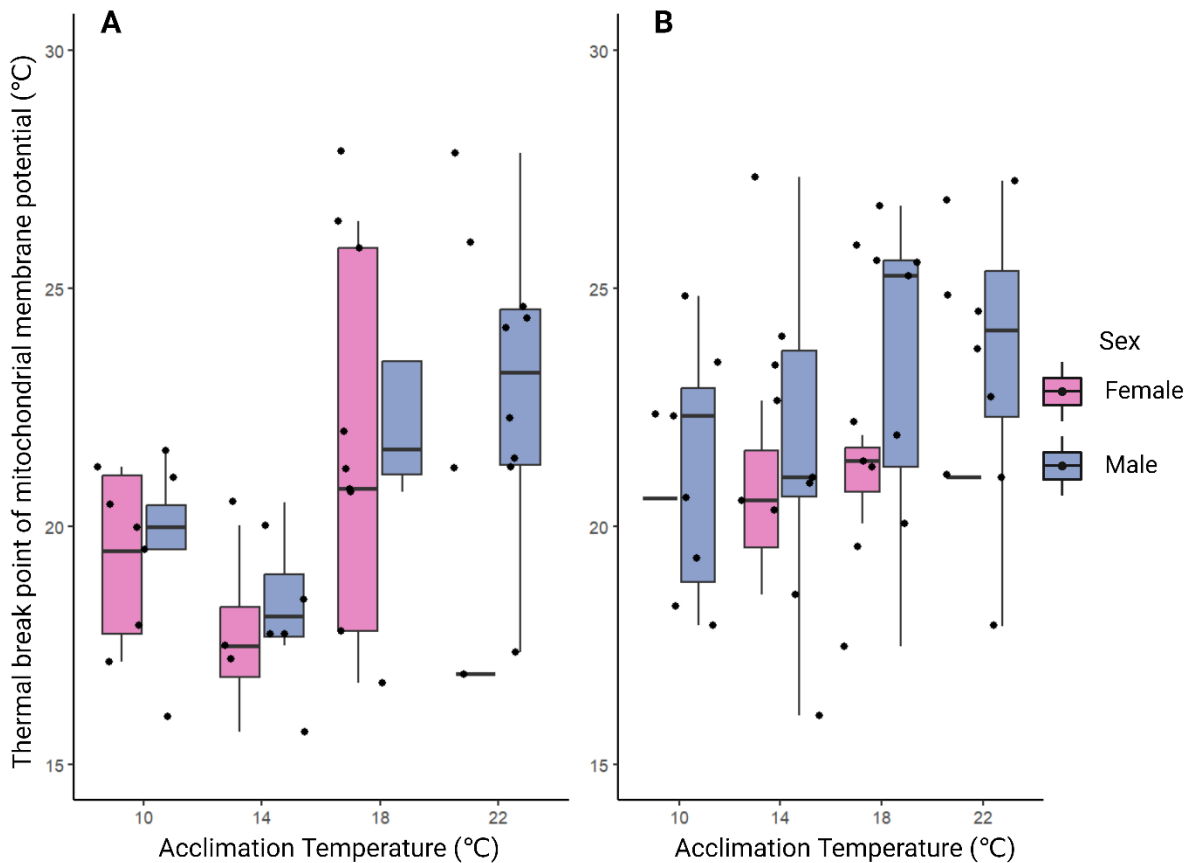 A
B
Thermal break point of mitochondrial membrane potential (°C)
30
25
20
15
10
14
18
22
Acclimation Temperature (°C)
30
25
20
15
10
14
18
22
Acclimation Temperature (°C)
Sex
Female
Male